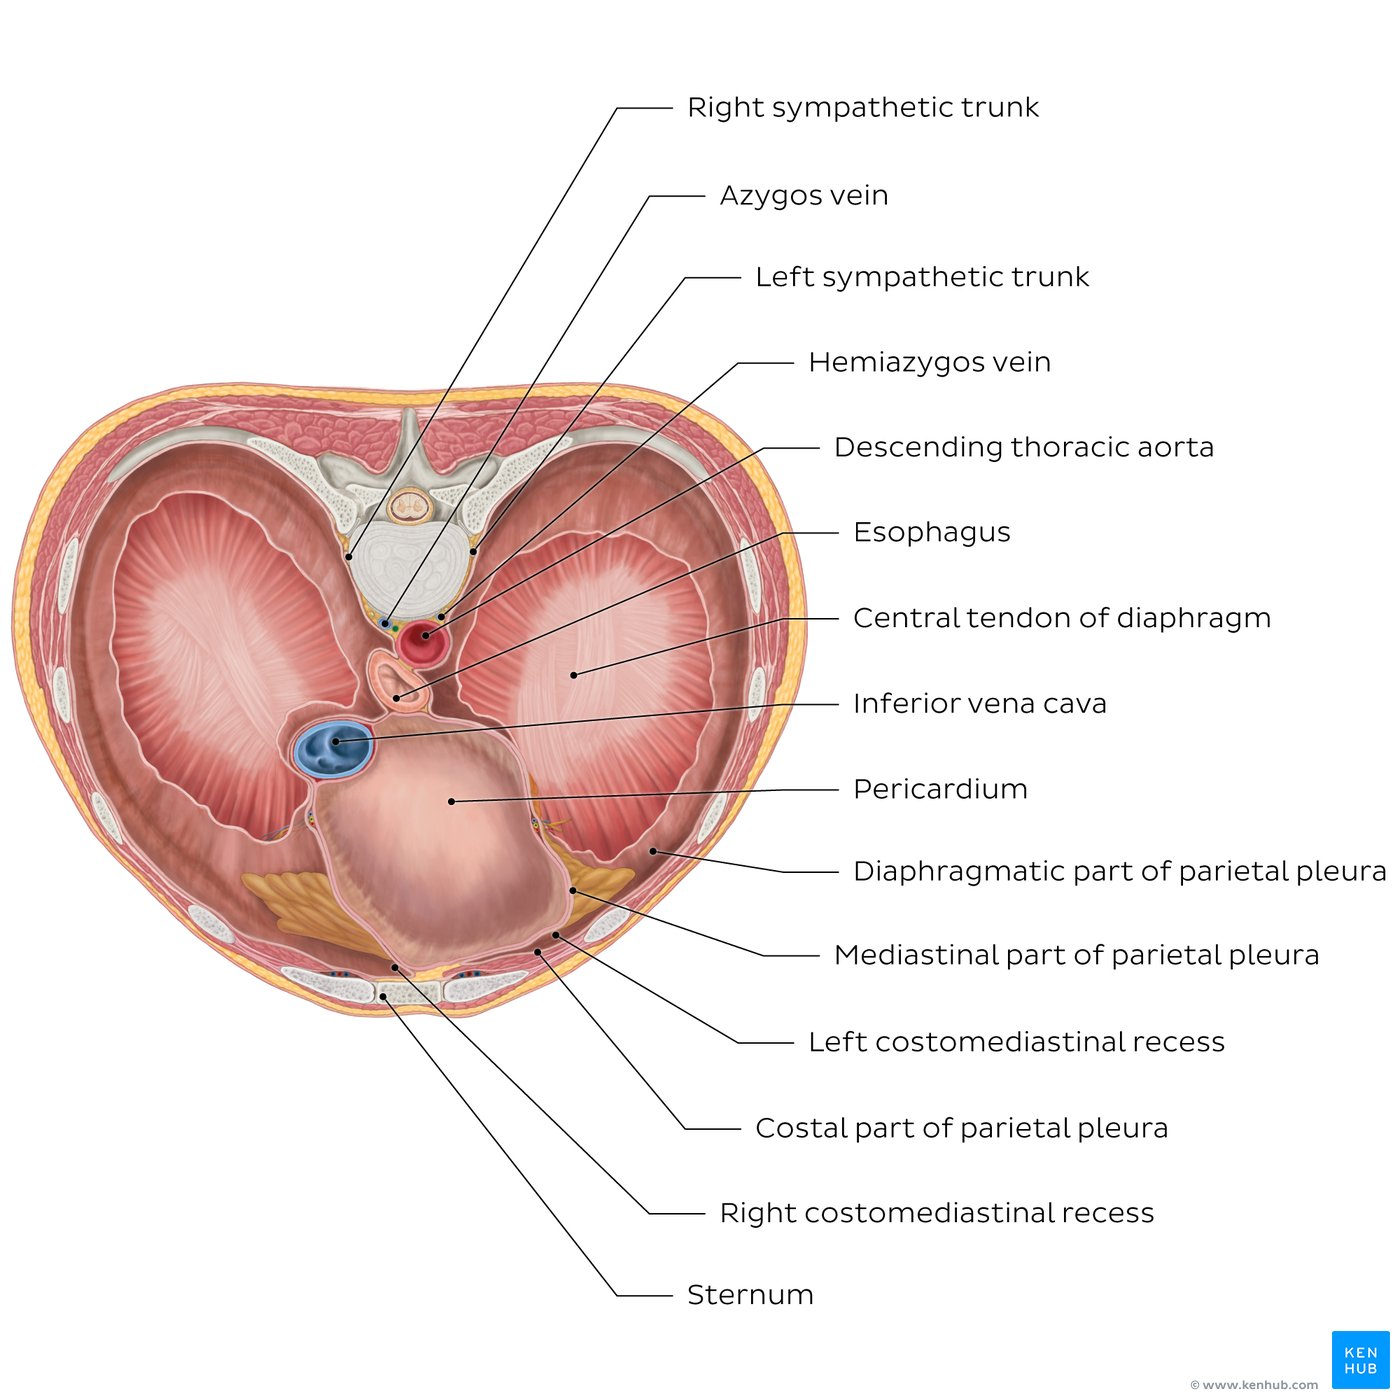 Right sympathetic trunk
Azygos vein
Left sympathetic trunk
Hemiazygos vein
Descending thoracic aorta
Esophagus
Central tendon of diaphragm
Inferior vena cava
Pericardium
Diaphragmatic part of parietal pleura
Mediastinal part of parietal pleura
Left costomediastinal recess
Costal part of parietal pleura
Right costomediastinal recess
Sternum
KEN
HUB
© www.kenhub.com